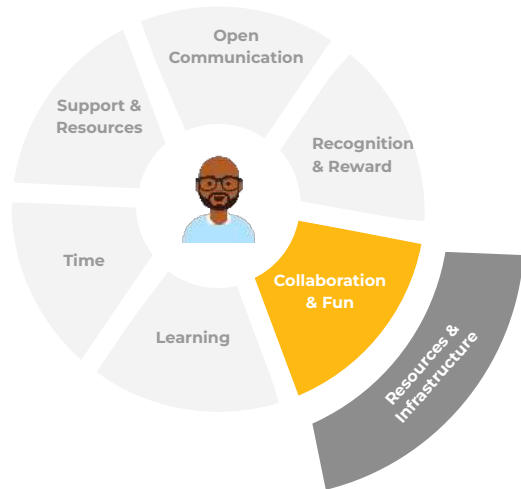 Open
Communication
Support &
Resources
Recognition
& Reward
Time
Collaboration
& Fun
Learning
Resources &
Infrastructure